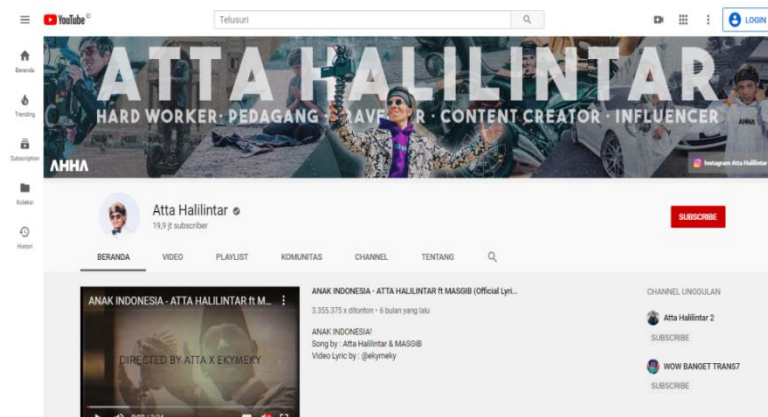 YouTube ID
Telusuri
LOGIN
Beranda
Trending
Subscription
Koleksi
Histori
ATTA HALILINTAR
HARD WORKER · PEDAGANG · TRAVELER · CONTENT CREATOR · INFLUENCER
AHHA
AHHA
Instagram Atta Halilintar
Atta Halilintar
19,9 jt subscriber
SUBSCRIBE
BERANDA VIDEO PLAYLIST KOMUNITAS CHANNEL TENTANG
ANAK INDONESIA - ATTA HALILINTAR ft M...
DIRECTED BY ATTA X EKYMEKY
ANAK INDONESIA - ATTA HALILINTAR ft MASGIB (Official Lyri...
3.355.375 x ditonton • 6 bulan yang lalu
ANAK INDONESIA!
Song by : Atta Halilintar & MASGIB
Video Lyric by : @ekymeky
CHANNEL UNGGULAN
Atta Halilintar 2
SUBSCRIBE
WOW BANGET TRANS7
SUBSCRIBE